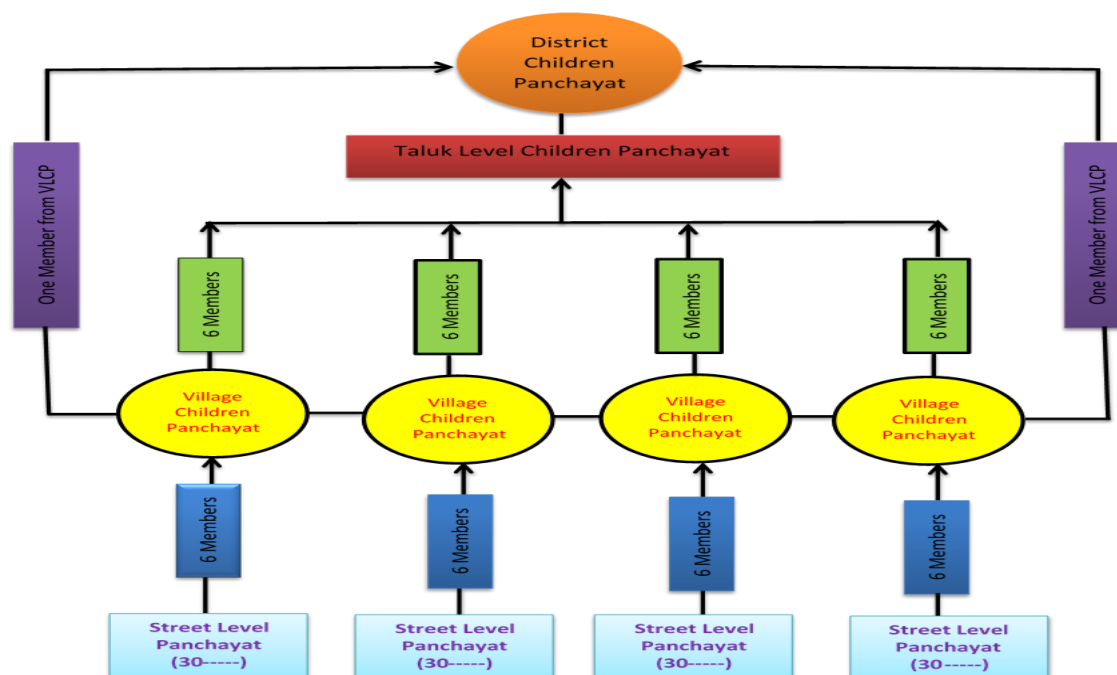 District
Children
Panchayat
Taluk Level Children Panchayat
One Member from VLCP
One Member from VLCP
6 Members
6 Members
6 Members
6 Members
Village
Children
Panchayat
Village
Children
Panchayat
Village
Children
Panchayat
Village
Children
Panchayat
6 Members
6 Members
6 Members
6 Members
Street Level
Panchayat
(30-----)
Street Level
Panchayat
(30-----)
Street Level
Panchayat
(30-----)
Street Level
Panchayat
(30-----)